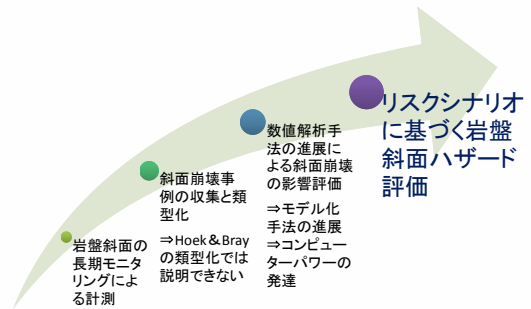 岩盤斜面の
長期モニタ
リングによ
る計測
斜面崩壊事
例の収集と類
型化
⇒Hoek＆Bray
の類型化では
説明できない
数値解析手
法の進展に
よる斜面崩壊
の影響評価
⇒モデル化
手法の進展
⇒コンピュー
ターパワーの
発達
リスクシナリオ
に基づく岩盤
斜面ハザード
評価